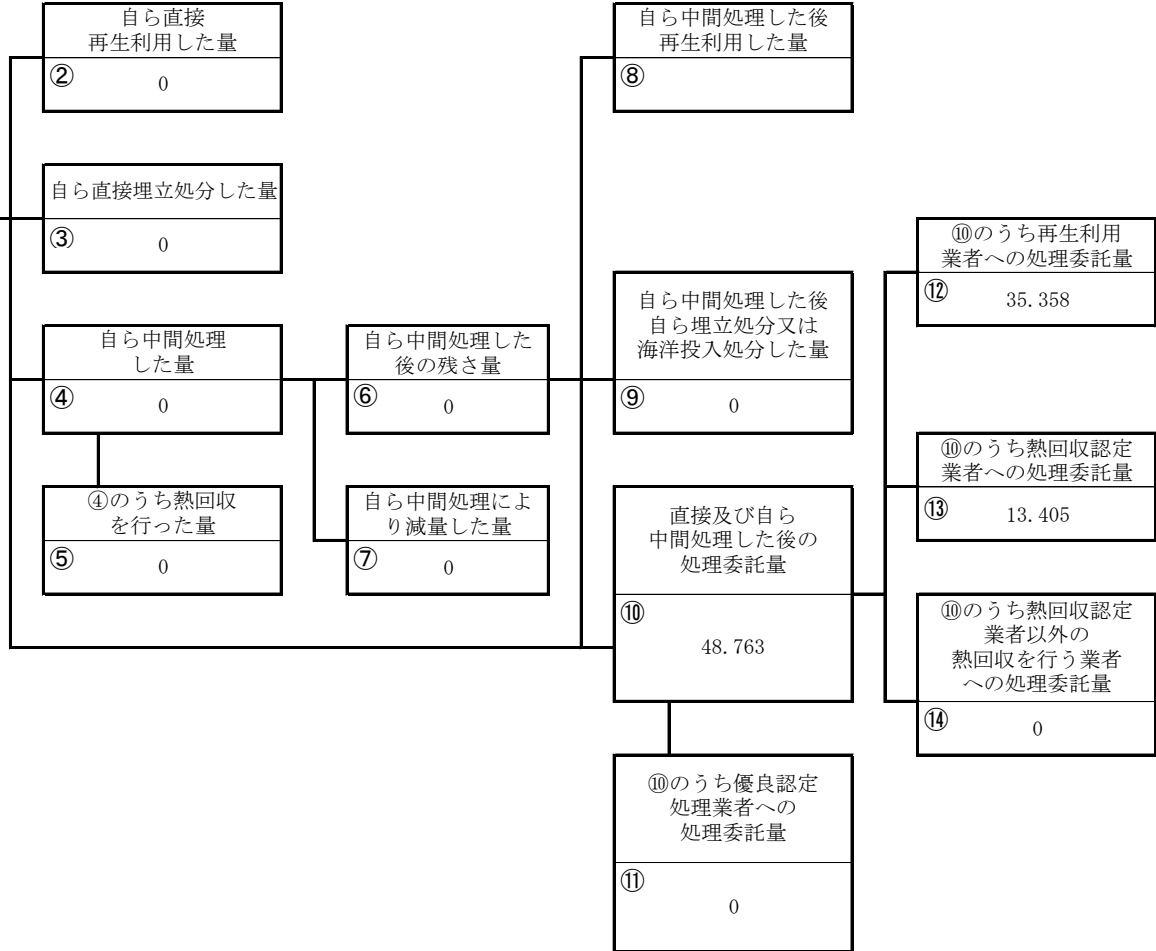 自ら直接
再生利用した量
② 0
自ら直接埋立処分した量
③ 0
自ら中間処理
した量
④ 0
④のうち熱回収
を行った量
⑤ 0
自ら中間処理した
後の残さ量
⑥ 0
自ら中間処理によ
り減量した量
⑦ 0
自ら中間処理した後
再生利用した量
⑧
自ら中間処理した後
自ら埋立処分又は
海洋投入処分した量
⑨ 0
直接及び自ら
中間処理した後の
処理委託量
⑩
48.763
⑩のうち優良認定
処理業者への
処理委託量
⑪
0
⑩のうち再生利用
業者への処理委託量
⑫ 35.358
⑩のうち熱回収認定
業者への処理委託量
⑬ 13.405
⑩のうち熱回収認定
業者以外の
熱回収を行う業者
への処理委託量
⑭ 0